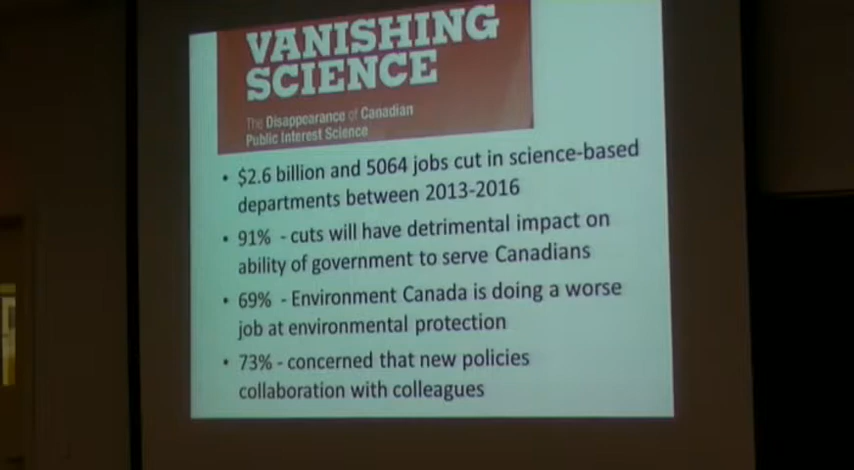 VANISHING
SCIENCE
The Disappearance of Canadian
Public Interest Science
• $2.6 billion and 5064 jobs cut in science-based
departments between 2013-2016
• 91% - cuts will have detrimental impact on
ability of government to serve Canadians
• 69% - Environment Canada is doing a worse
job at environmental protection
• 73% - concerned that new policies
collaboration with colleagues